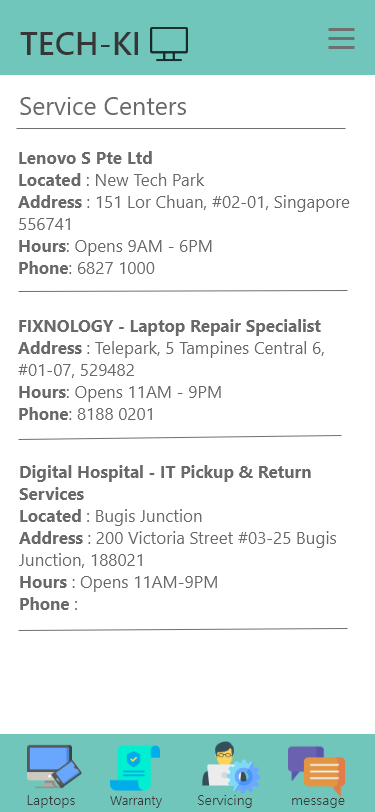 TECH-KI
Service Centers
Lenovo S Pte Ltd
Located : New Tech Park
Address : 151 Lor Chuan, #02-01, Singapore
556741
Hours: Opens 9AM - 6PM
Phone: 6827 1000
FIXNOLOGY - Laptop Repair Specialist
Address : Telepark, 5 Tampines Central 6,
#01-07, 529482
Hours: Opens 11AM - 9PM
Phone: 8188 0201
Digital Hospital - IT Pickup & Return
Services
Located : Bugis Junction
Address : 200 Victoria Street #03-25 Bugis
Junction, 188021
Hours : Opens 11AM-9PM
Phone :
Laptops Warranty Servicing message